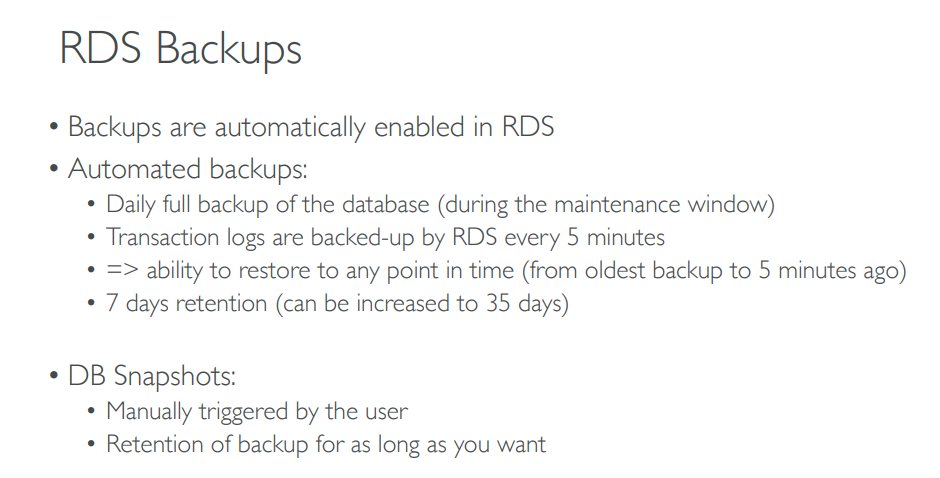 RDS Backups
• Backups are automatically enabled in RDS
• Automated backups:
• Daily full backup of the database (during the maintenance window)
• Transaction logs are backed-up by RDS every 5 minutes
• => ability to restore to any point in time (from oldest backup to 5 minutes ago)
• 7 days retention (can be increased to 35 days)
• DB Snapshots:
• Manually triggered by the user
• Retention of backup for as long as you want